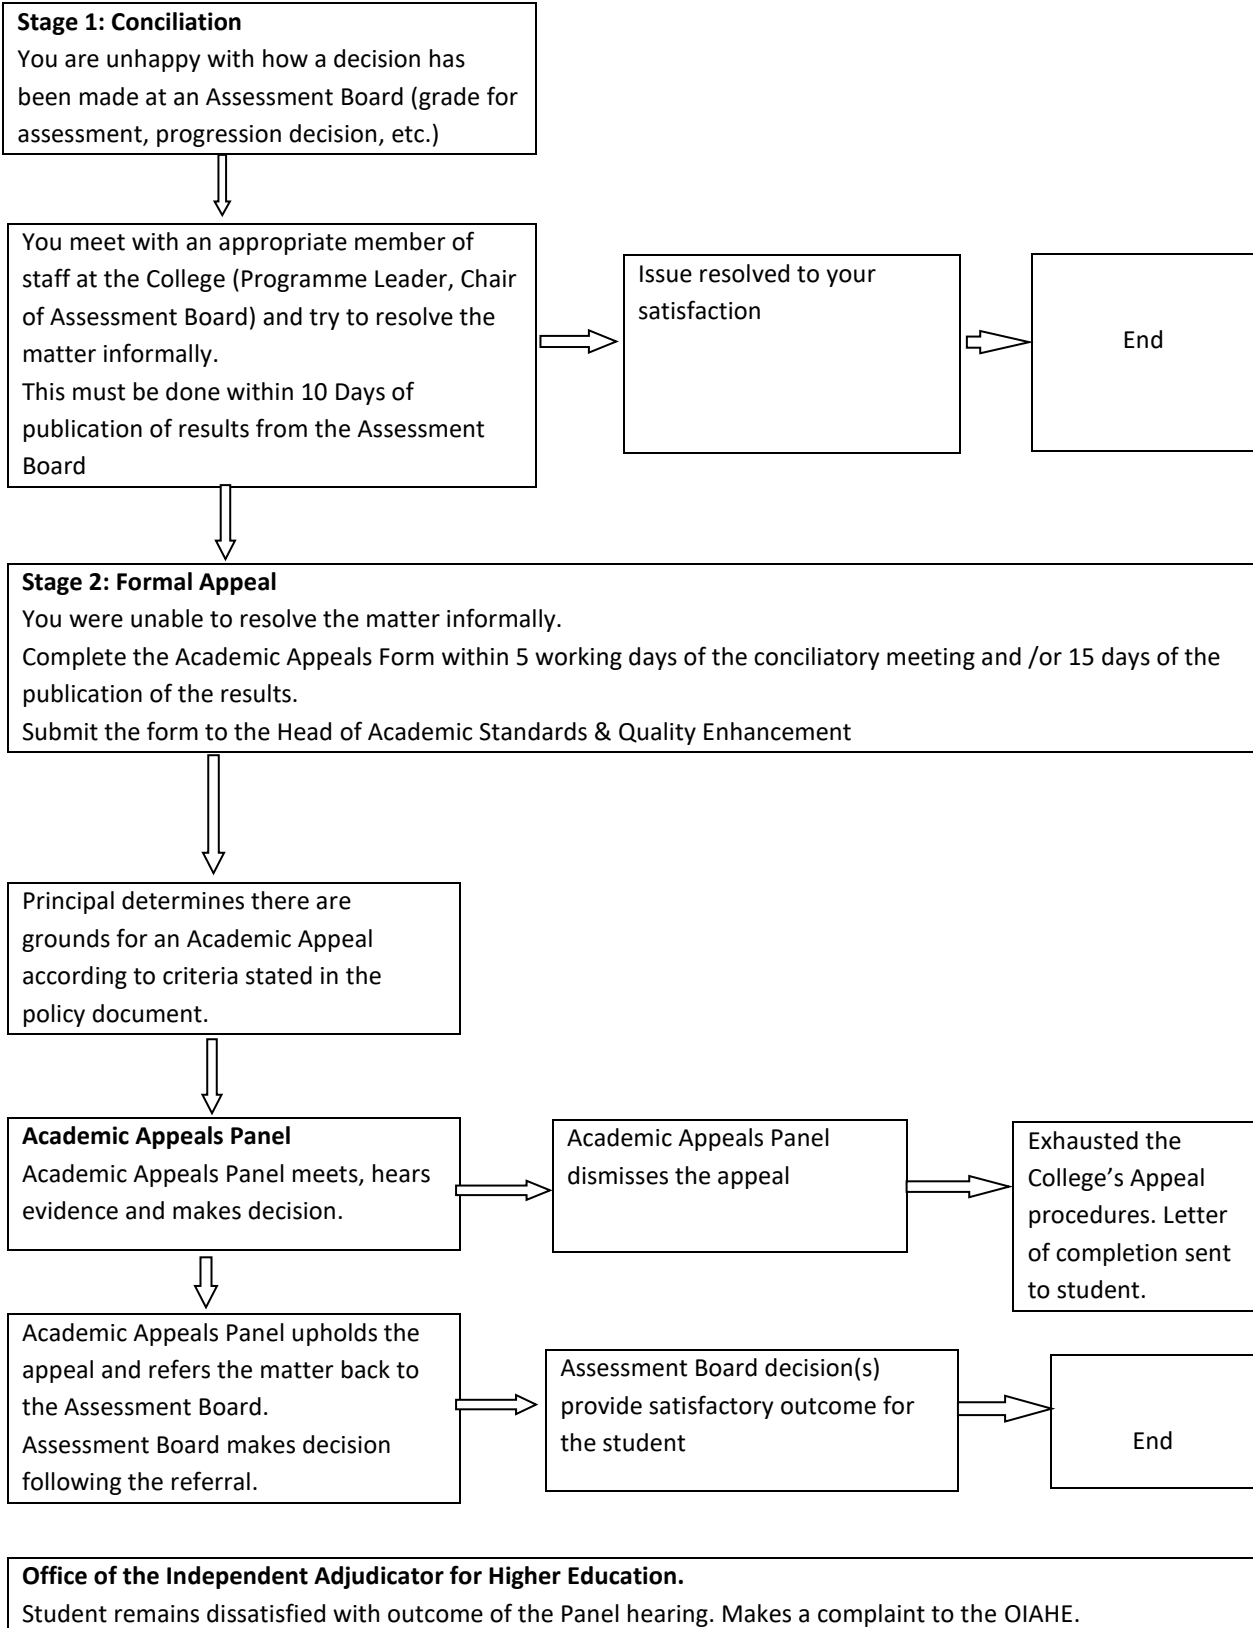 Stage 1: Conciliation
You are unhappy with how a decision has
been made at an Assessment Board (grade for
assessment, progression decision, etc.)
You meet with an appropriate member of
staff at the College (Programme Leader, Chair
of Assessment Board) and try to resolve the
matter informally.
This must be done within 10 Days of
publication of results from the Assessment
Board
Issue resolved to your
satisfaction
End
Stage 2: Formal Appeal
You were unable to resolve the matter informally.
Complete the Academic Appeals Form within 5 working days of the conciliatory meeting and /or 15 days of the
publication of the results.
Submit the form to the Head of Academic Standards & Quality Enhancement
Principal determines there are
grounds for an Academic Appeal
according to criteria stated in the
policy document.
Academic Appeals Panel
Academic Appeals Panel meets, hears
evidence and makes decision.
Academic Appeals Panel
dismisses the appeal
Exhausted the
College’s Appeal
procedures. Letter
of completion sent
to student.
Academic Appeals Panel upholds the
appeal and refers the matter back to
the Assessment Board.
Assessment Board makes decision
following the referral.
Assessment Board decision(s)
provide satisfactory outcome for
the student
End
Office of the Independent Adjudicator for Higher Education.
Student remains dissatisfied with outcome of the Panel hearing. Makes a complaint to the OIAHE.